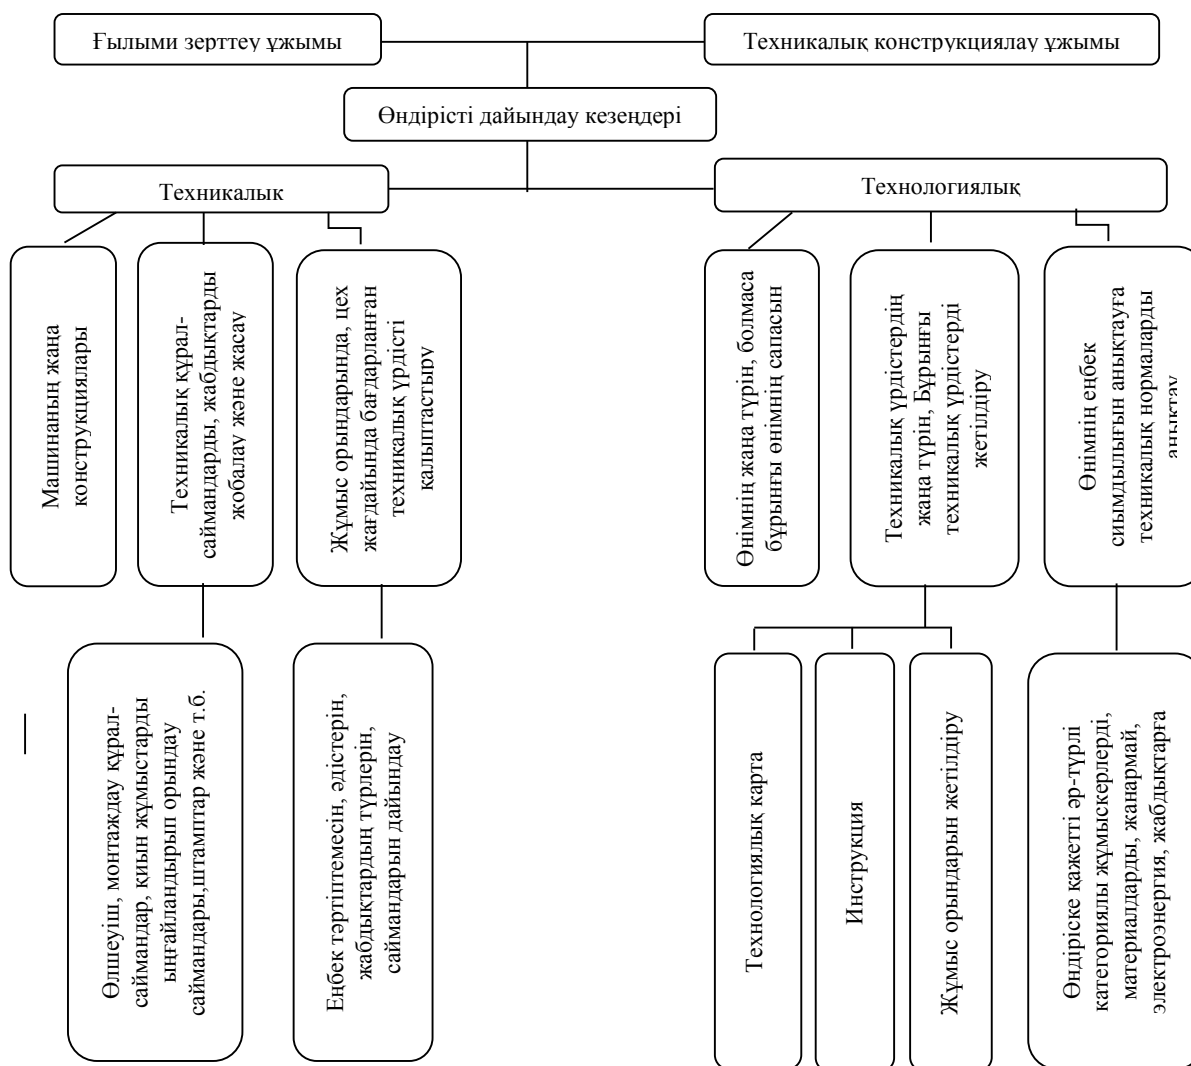 Ғылыми зерттеу ұжымы
Техникалық конструкциялау ұжымы
Өндірісті дайындау кезеңдері
Техникалык
Технологиялық
Машинаның жаңа
конструкциялары
Техникалық құрал-
саймандарды, жабдықтарды
жобалау және жасау
Жұмыс орындарында, цех
жағдайында бағдарланған
техникалық үрдісті
калыптастыру
Өнімнің жаңа түрін, болмаса
бұрынғы өнімнің сапасын
Техникалық үрдістердің
жаңа түрін, Бұрынғы
техникалық үрдістерді
жетілдіру
Өнімнің еңбек
сиымдылығын анықтауға
техникалық нормаларды
анықтау
Өлшеуіш, монтаждау құрал-
саймандар, қиын жұмыстарды
ыңғайландырып орындау
саймандары,штамптар және т.б.
Еңбек тәртіптемесін, әдістерін,
жабдықтардың түрлерін,
саймандарын дайындау
Технологиялық карта
Инструкция
Жұмыс орындарын жетілдіру
Өндіріске қажетті әр-түрлі
категориялы жұмыскерлерді,
материалдарды, жанармай,
электроэнергия, жабдықтарға